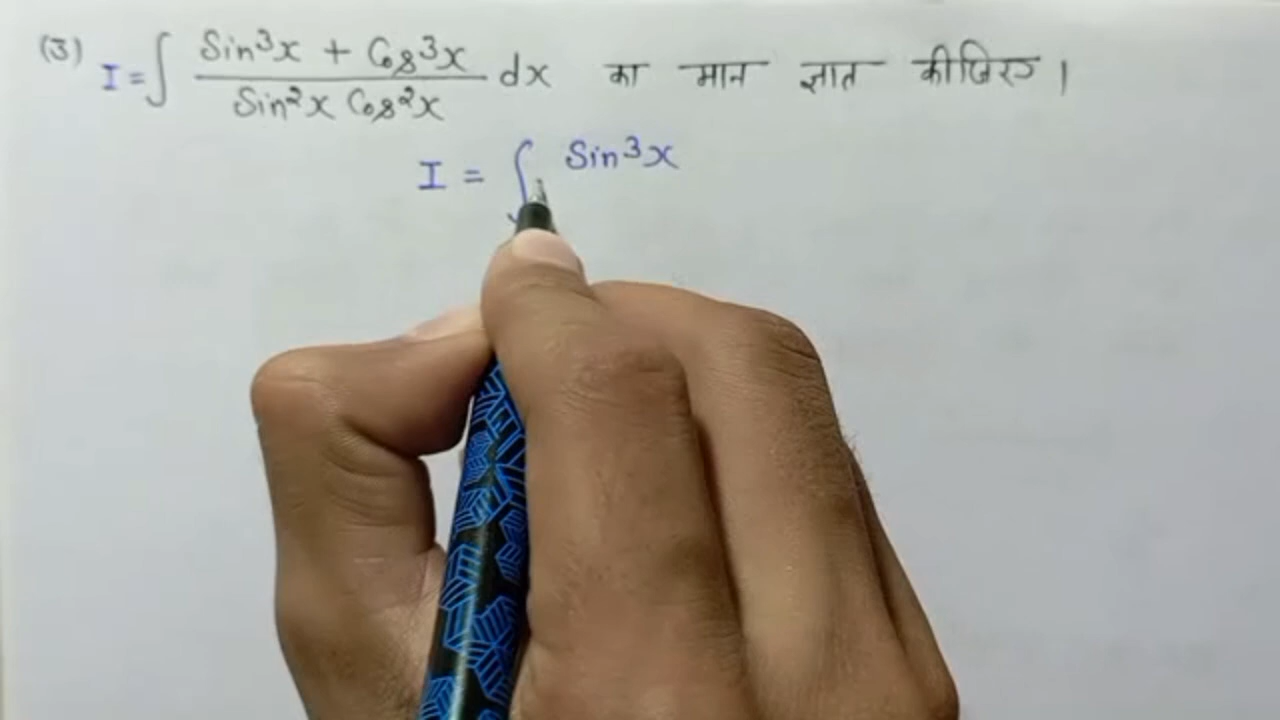 (3) I = ∫ Sin³x + Cos³x / Sin²x Cos²x dx का मान ज्ञात कीजिए ।
I = ∫ Sin³x